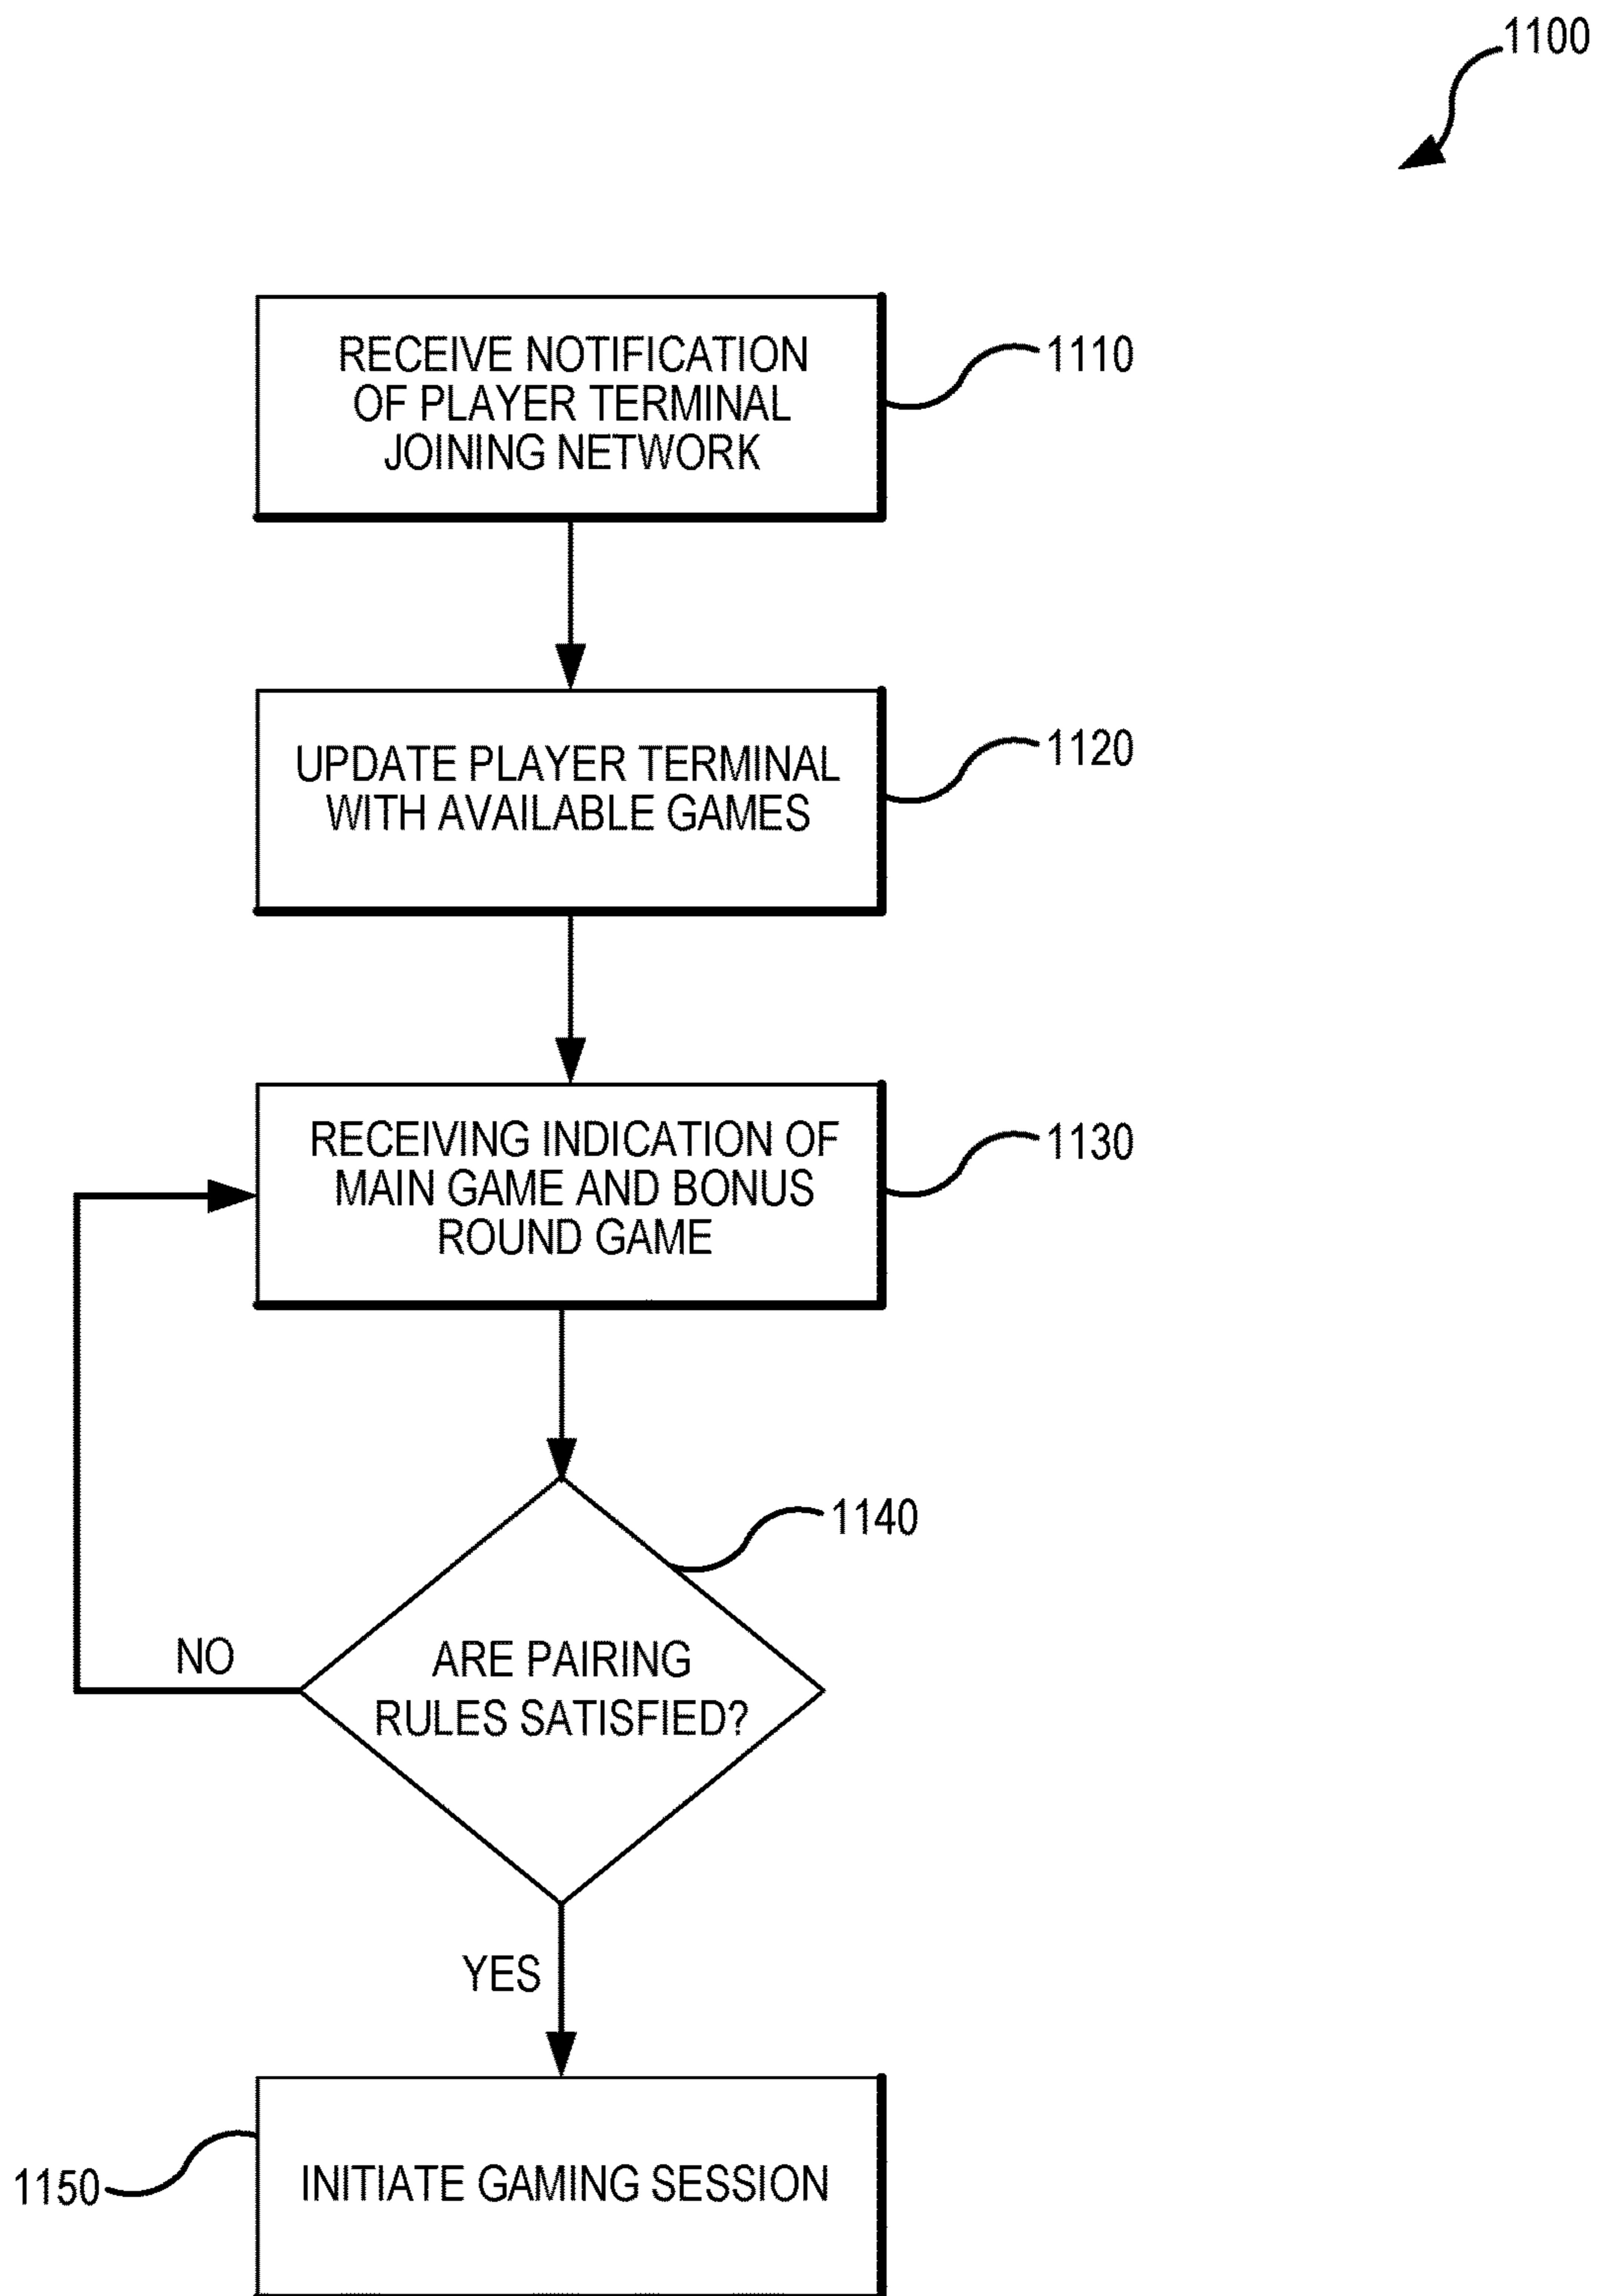 1100
RECEIVE NOTIFICATION
OF PLAYER TERMINAL
JOINING NETWORK
1110
UPDATE PLAYER TERMINAL
WITH AVAILABLE GAMES
1120
RECEIVING INDICATION OF
MAIN GAME AND BONUS
ROUND GAME
1130
1140
ARE PAIRING
RULES SATISFIED?
NO
YES
1150
INITIATE GAMING SESSION